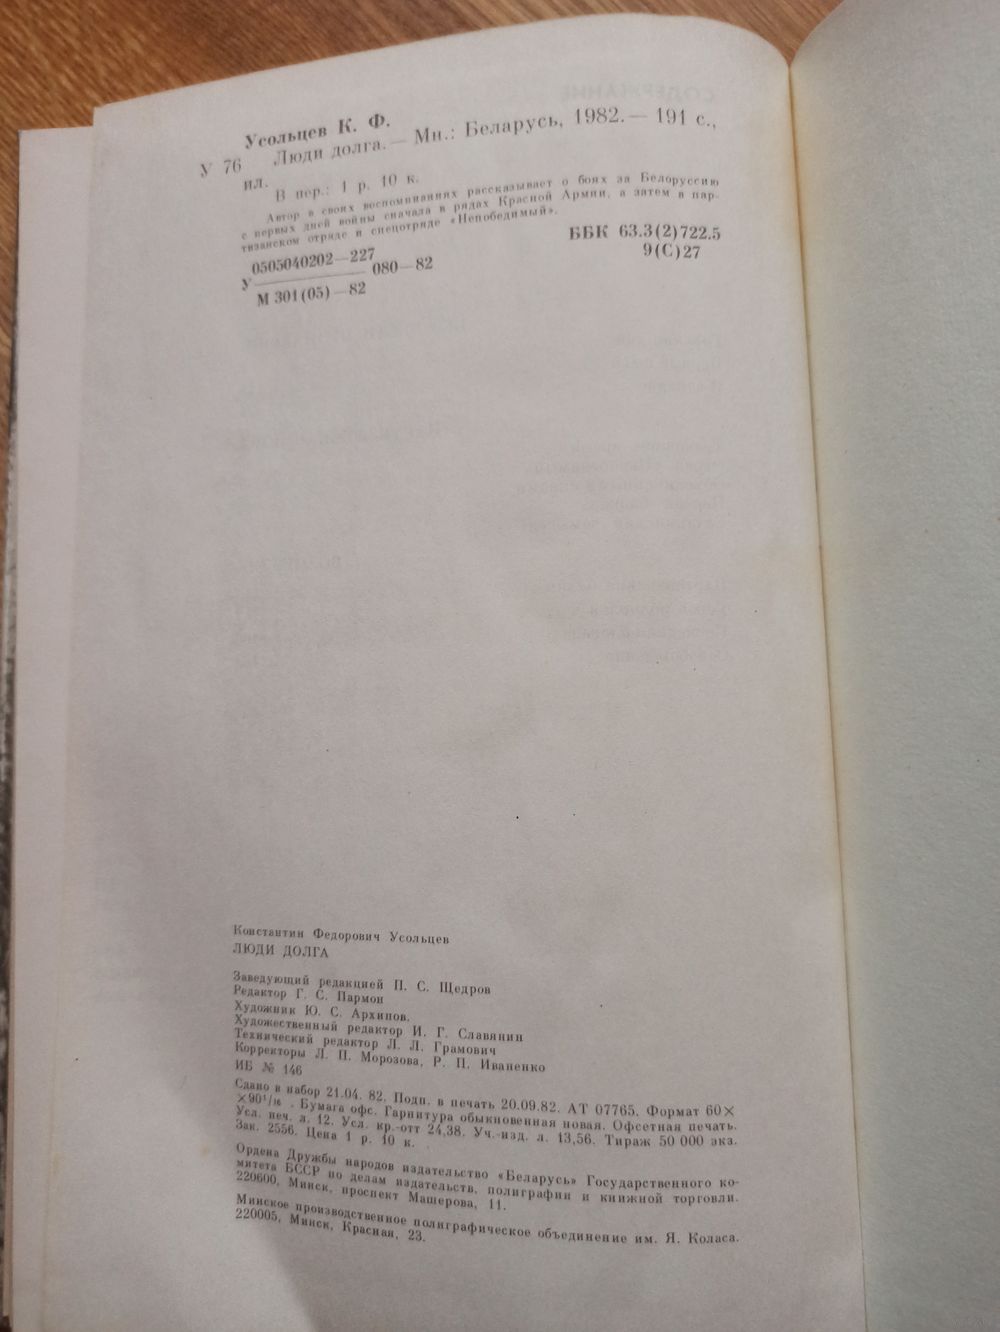 Усольцев К. Ф.
У 76 Люди долга.— Мн.: Беларусь, 1982.— 191 с.,
ил.
В пер.: 1 р. 10 к.
Автор в своих воспоминаниях рассказывает о боях за Белоруссию
с первых дней войны сначала в рядах Красной Армии, а затем в пар-
тизанском отряде и спецотряде «Непобедимый».
ББК 63.3(2)722.5
9(С)27
0505040202—227
У 080—82
М 301(05)—82
Константин Федорович Усольцев
ЛЮДИ ДОЛГА
Заведующий редакцией П. С. Щедров
Редактор Г. С. Пармон
Художник Ю. С. Архипов.
Художественный редактор И. Г. Славянин
Технический редактор Л. Л. Грамович
Корректоры Л. П. Морозова, Р. П. Иваненко
ИБ № 146
Сдано в набор 21.04. 82. Подп. в печать 20.09.82. АТ 07765. Формат 60×
×90¹/₁₆ . Бумага офс. Гарнитура обыкновенная новая. Офсетная печать.
Усл. печ. л. 12. Усл. кр.-отт 24,38. Уч.-изд. л. 13,56. Тираж 50 000 экз.
Зак. 2556. Цена 1 р. 10 к.
Ордена Дружбы народов издательство «Беларусь» Государственного ко-
митета БССР по делам издательств, полиграфии и книжной торговли.
220600, Минск, проспект Машерова, 11.
Минское производственное полиграфическое объединение им. Я. Коласа.
220005, Минск, Красная, 23.